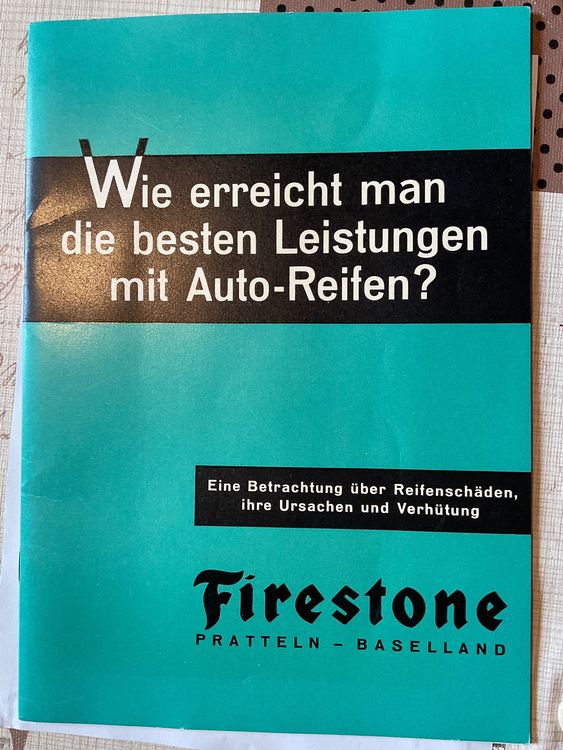 Wie erreicht man
die besten Leistungen
mit Auto-Reifen?
Eine Betrachtung über Reifenschäden,
ihre Ursachen und Verhütung
Firestone
PRATTELN – BASELLAND